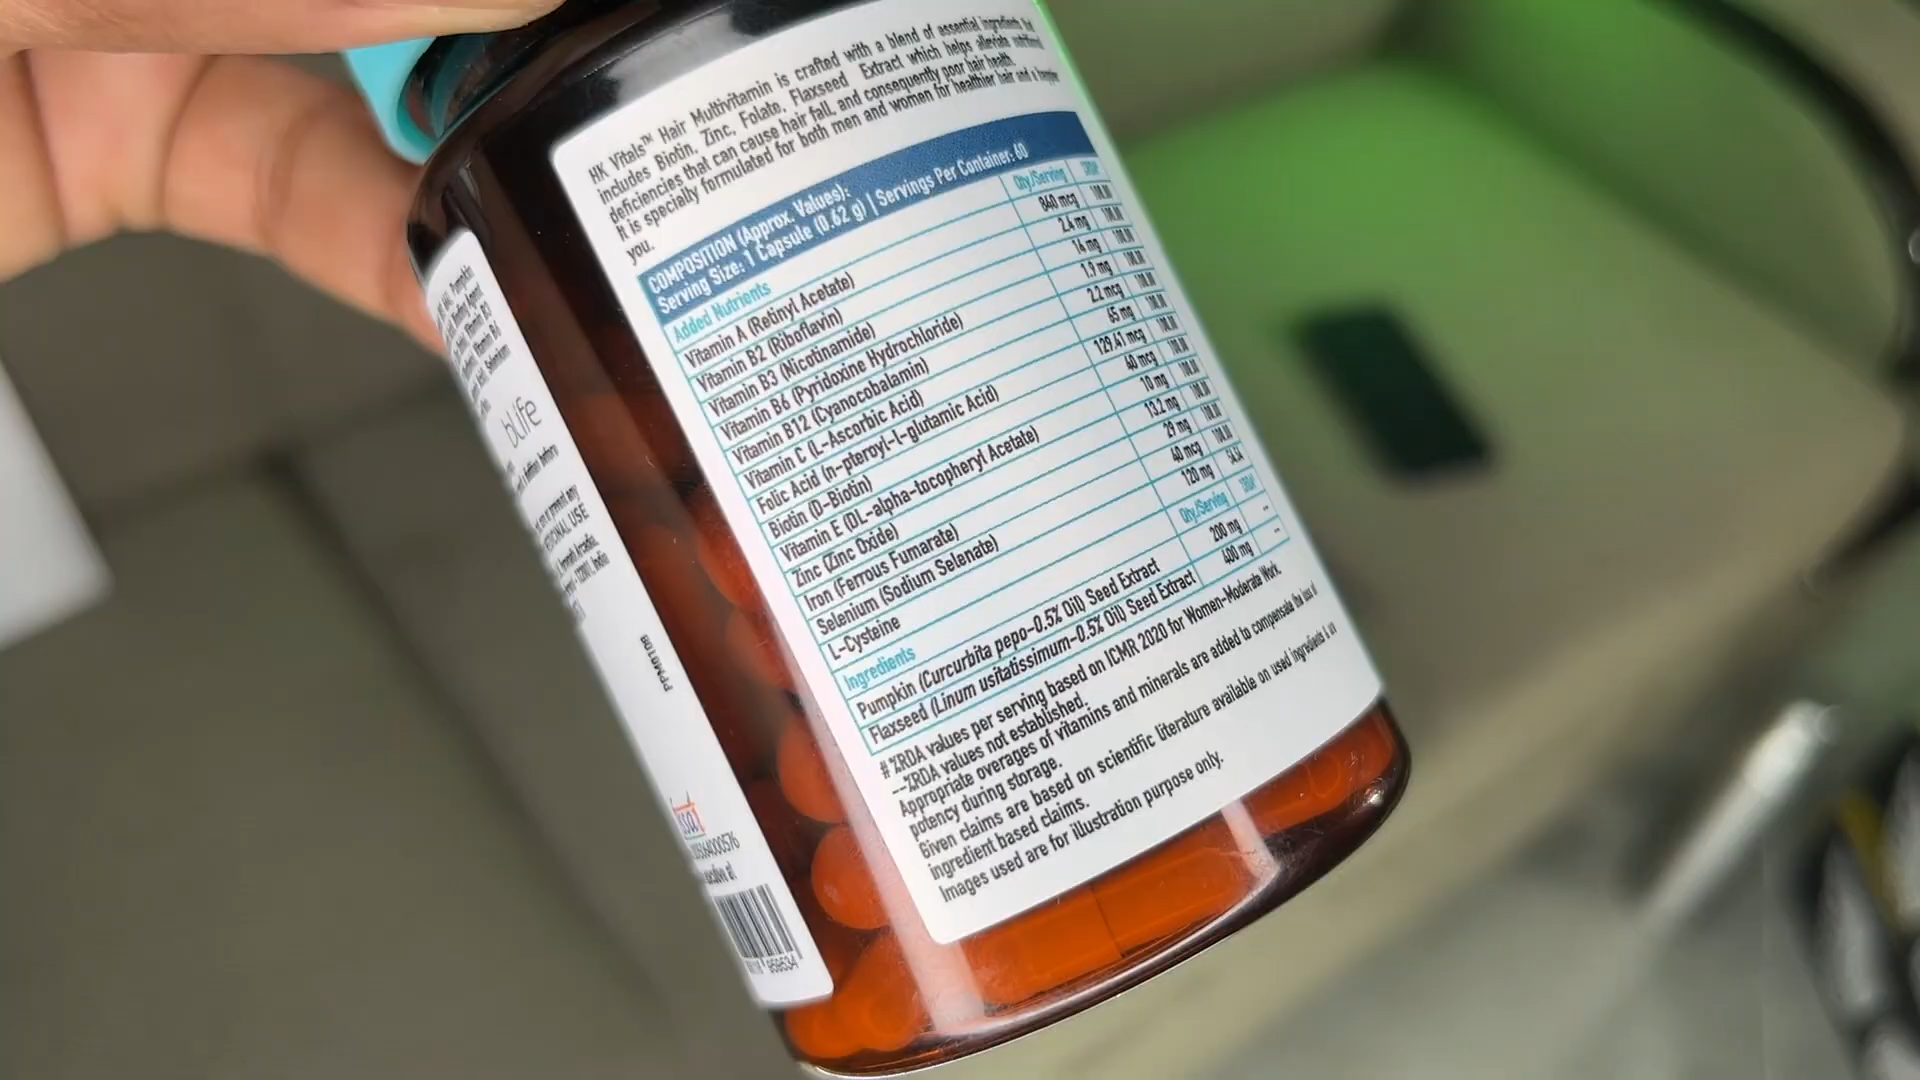 HK Vitals™ Hair Multivitamin is crafted with a blend of essential ingredients that
includes Biotin, Zinc, Folate, Flaxseed Extract which helps alleviate nutritional
deficiencies that can cause hair fall, and consequently poor hair health.
It is specially formulated for both men and women for healthier hair and a happier
you.
COMPOSITION (Approx. Values):
Serving Size: 1 Capsule (0.62 g) | Servings Per Container: 60
Added Nutrients Qty./Serving %RDA#
Vitamin A (Retinyl Acetate) 840 mcg 100.00
Vitamin B2 (Riboflavin) 2.4 mg 100.00
Vitamin B3 (Nicotinamide) 14 mg 100.00
Vitamin B6 (Pyridoxine Hydrochloride) 1.9 mg 100.00
Vitamin B12 (Cyanocobalamin) 2.2 mcg 100.00
Vitamin C (L-Ascorbic Acid) 65 mg 100.00
Folic Acid (n-pteroyl-l-glutamic Acid) 129.41 mcg 100.00
Biotin (D-Biotin) 40 mcg 100.00
Vitamin E (DL-alpha-tocopheryl Acetate) 10 mg 100.00
Zinc (Zinc Oxide) 13.2 mg 100.00
Iron (Ferrous Fumarate) 29 mg 100.00
Selenium (Sodium Selenate) 40 mcg 100.00
L-Cysteine 120 mg 54.54
Ingredients Qty./Serving %RDA#
Pumpkin (Curcurbita pepo-0.5% Oil) Seed Extract 200 mg --
Flaxseed (Linum usitatissimum-0.5% Oil) Seed Extract 400 mg --
# %RDA values per serving based on ICMR 2020 for Women-Moderate Work.
--%RDA values not established.
Appropriate overages of vitamins and minerals are added to compensate the loss of
potency during storage.
Given claims are based on scientific literature available on used ingredients & are
ingredient based claims.
Images used are for illustration purpose only.
Pumpkin
bLife
USE
India
PPM0108